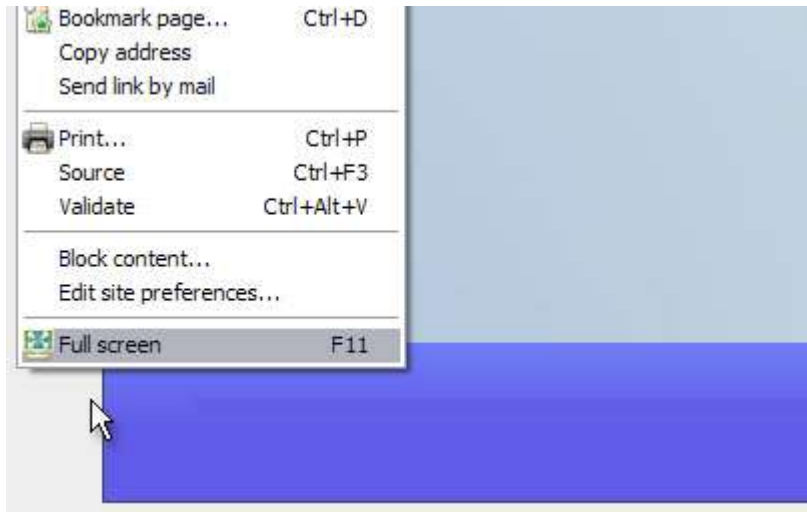 Bookmark page... Ctrl+D
Copy address
Send link by mail
Print... Ctrl+P
Source Ctrl+F3
Validate Ctrl+Alt+V
Block content...
Edit site preferences...
Full screen F11